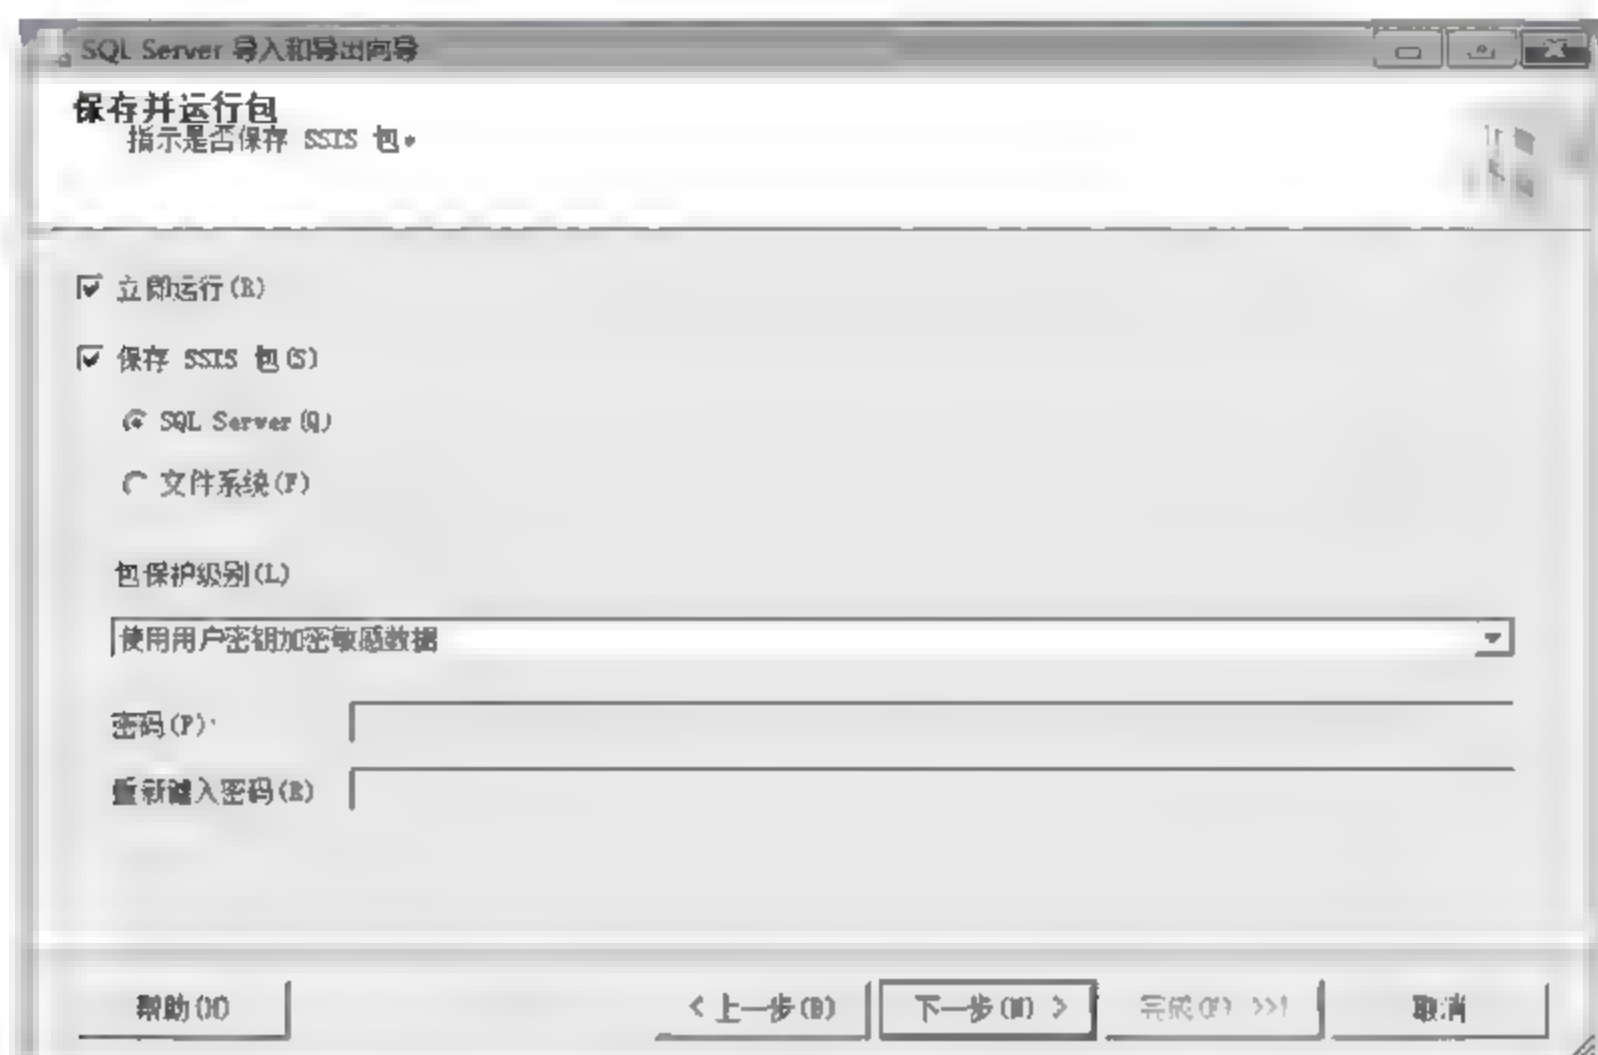 SQL Server 导入和导出向导
保存并运行包
指示是否保存 SSIS 包。
立即运行(R)
保存 SSIS 包(S)
SQL Server(Q)
文件系统(F)
包保护级别(L)
使用用户密钥加密敏感数据
密码(P):
重新键入密码(R)
帮助(H) < 上一步(B) 下一步(N) > 完成(F) >>| 取消